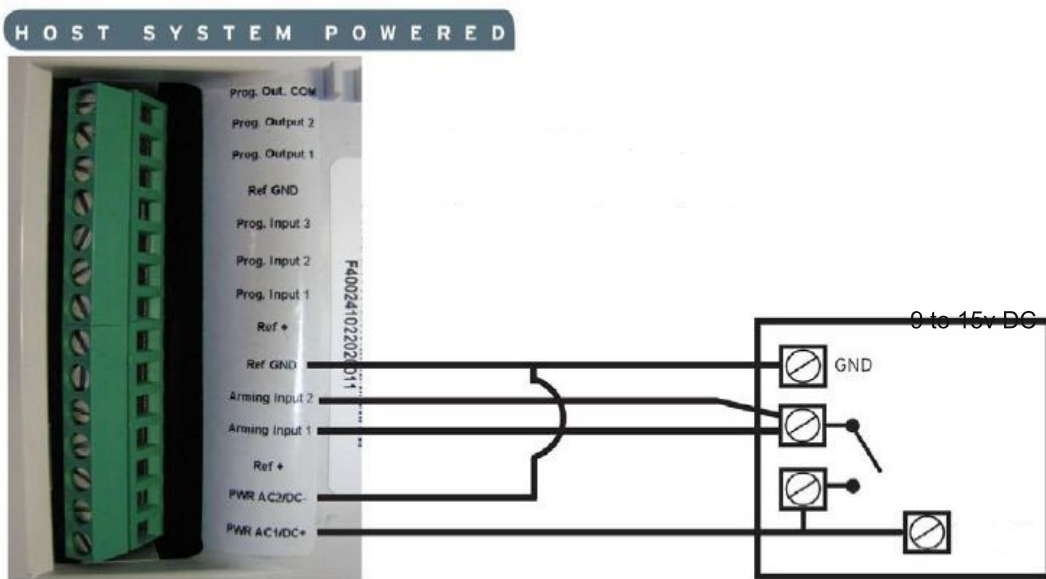 HOST SYSTEM POWERED
Prog. Out. COM
Prog. Output 2
Prog. Output 1
Ref GND
Prog. Input 3
Prog. Input 2
Prog. Input 1
Ref +
Ref GND
Arming Input 2
Arming Input 1
Ref +
PWR AC2/DC-
PWR AC1/DC+
9 to 15v DC
GND